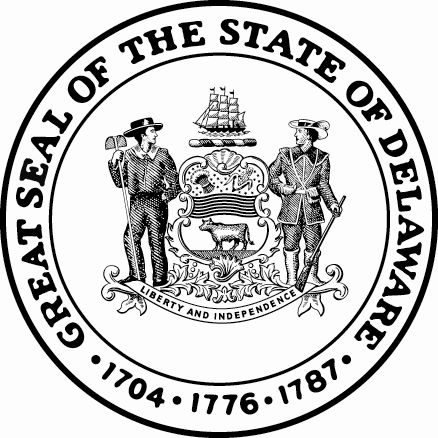 GREAT SEAL OF THE STATE OF DELAWARE
LIBERTY AND INDEPENDENCE
• 1704 • 1776 • 1787 •